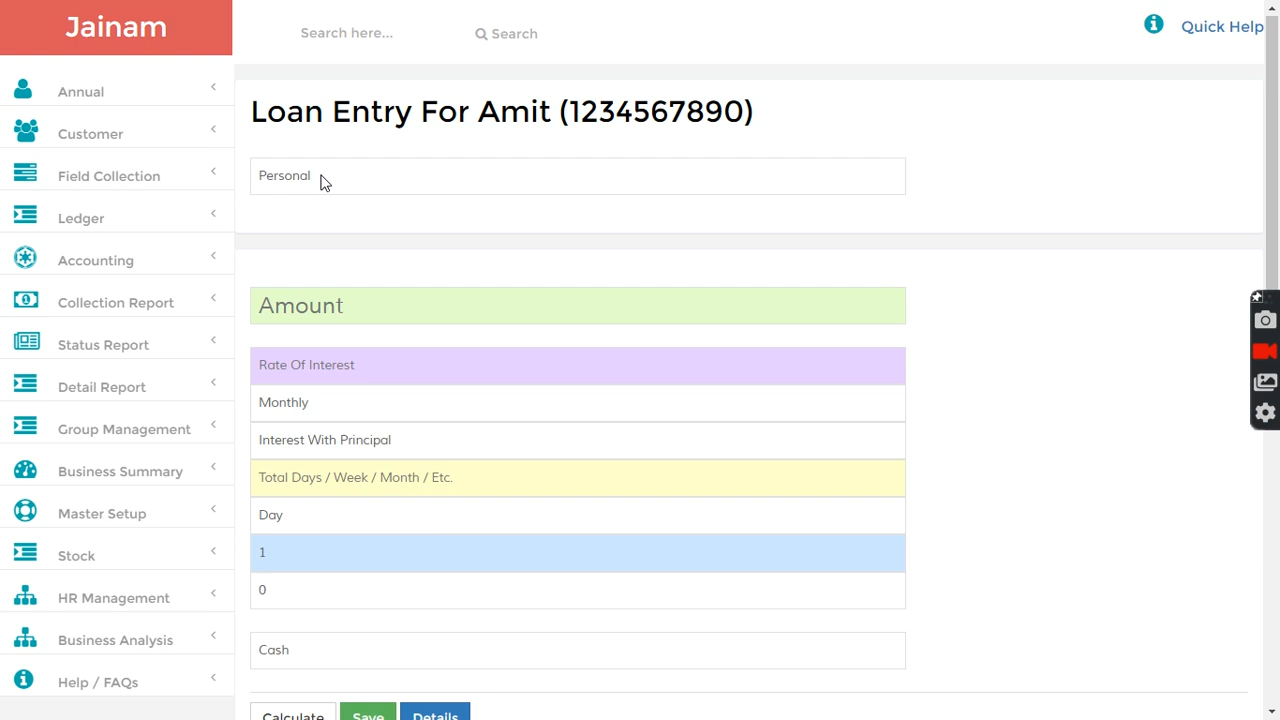 Jainam
Search here...
Search
Quick Help
Annual
Customer
Field Collection
Ledger
Accounting
Collection Report
Status Report
Detail Report
Group Management
Business Summary
Master Setup
Stock
HR Management
Business Analysis
Help / FAQs
Loan Entry For Amit (1234567890)
Personal
Amount
Rate Of Interest
Monthly
Interest With Principal
Total Days / Week / Month / Etc.
Day
1
0
Cash
Calculate Save Details